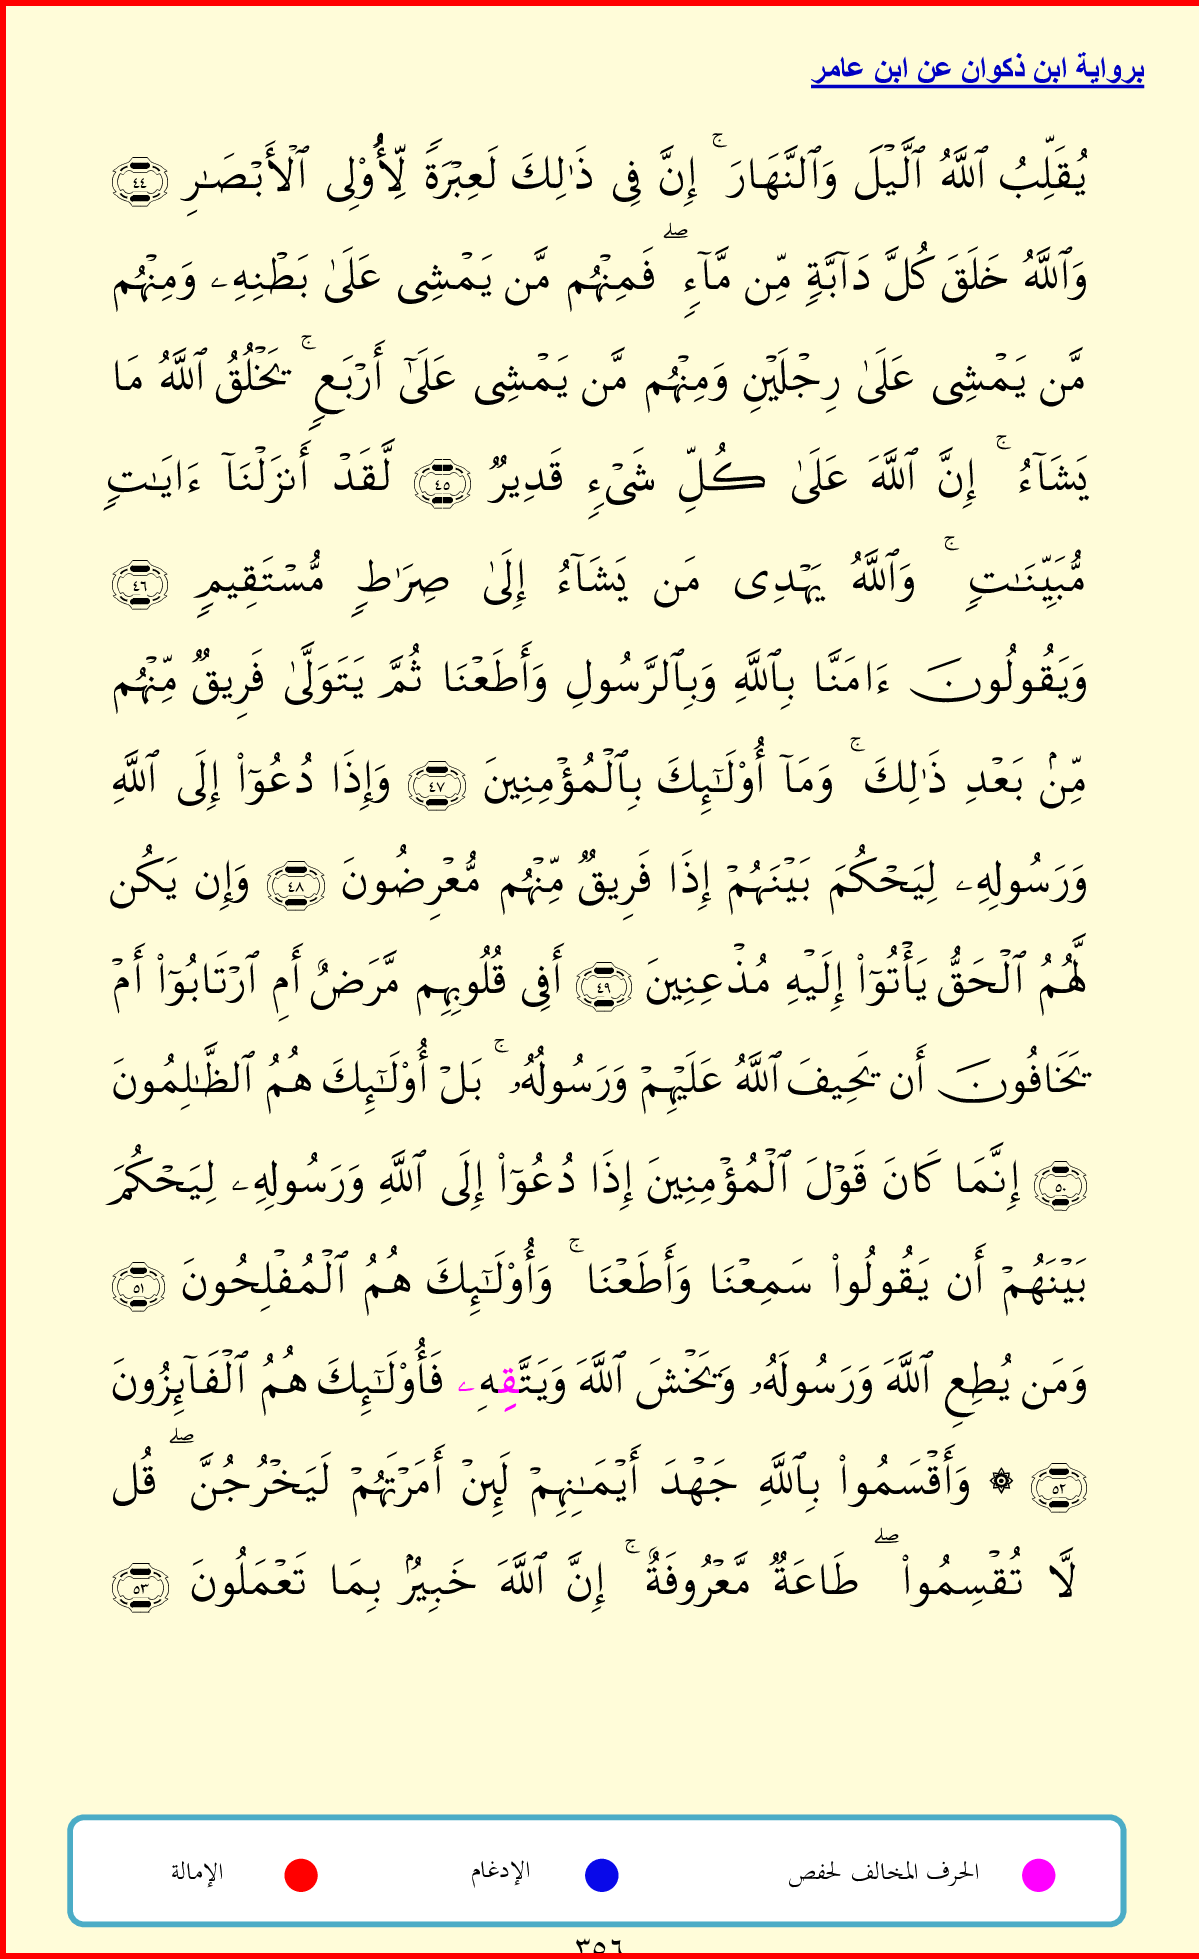 برواية ابن ذكوان عن ابن عامر
يُقَلِّبُ ٱللَّهُ ٱلَّيۡلَ وَٱلنَّهَارَۚ إِنَّ فِي ذَٰلِكَ لَعِبۡرَةٗ لِّأُوْلِي ٱلۡأَبۡصَٰرِ ٤٤
وَٱللَّهُ خَلَقَ كُلَّ دَآبَّةٖ مِّن مَّآءٖۖ فَمِنۡهُم مَّن يَمۡشِي عَلَىٰ بَطۡنِهِۦ وَمِنۡهُم
مَّن يَمۡشِي عَلَىٰ رِجۡلَيۡنِ وَمِنۡهُم مَّن يَمۡشِي عَلَىٰٓ أَرۡبَعٖۚ يَخۡلُقُ ٱللَّهُ مَا
يَشَآءُۚ إِنَّ ٱللَّهَ عَلَىٰ كُلِّ شَيۡءٖ قَدِيرٞ ٤٥ لَّقَدۡ أَنزَلۡنَآ ءَايَٰتٖ
مُّبَيِّنَٰتٖۚ وَٱللَّهُ يَهۡدِي مَن يَشَآءُ إِلَىٰ صِرَٰطٖ مُّسۡتَقِيمٖ ٤٦
وَيَقُولُونَ ءَامَنَّا بِٱللَّهِ وَبِٱلرَّسُولِ وَأَطَعۡنَا ثُمَّ يَتَوَلَّىٰ فَرِيقٞ مِّنۡهُم
مِّنۢ بَعۡدِ ذَٰلِكَۚ وَمَآ أُوْلَٰٓئِكَ بِٱلۡمُؤۡمِنِينَ ٤٧ وَإِذَا دُعُوٓاْ إِلَى ٱللَّهِ
وَرَسُولِهِۦ لِيَحۡكُمَ بَيۡنَهُمۡ إِذَا فَرِيقٞ مِّنۡهُم مُّعۡرِضُونَ ٤٨ وَإِن يَكُن
لَّهُمُ ٱلۡحَقُّ يَأۡتُوٓاْ إِلَيۡهِ مُذۡعِنِينَ ٤٩ أَفِي قُلُوبِهِم مَّرَضٌ أَمِ ٱرۡتَابُوٓاْ أَمۡ
يَخَافُونَ أَن يَحِيفَ ٱللَّهُ عَلَيۡهِمۡ وَرَسُولُهُۥۚ بَلۡ أُوْلَٰٓئِكَ هُمُ ٱلظَّٰلِمُونَ
٥٠ إِنَّمَا كَانَ قَوۡلَ ٱلۡمُؤۡمِنِينَ إِذَا دُعُوٓاْ إِلَى ٱللَّهِ وَرَسُولِهِۦ لِيَحۡكُمَ
بَيۡنَهُمۡ أَن يَقُولُواْ سَمِعۡنَا وَأَطَعۡنَاۚ وَأُوْلَٰٓئِكَ هُمُ ٱلۡمُفۡلِحُونَ ٥١
وَمَن يُطِعِ ٱللَّهَ وَرَسُولَهُۥ وَيَخۡشَ ٱللَّهَ وَيَتَّقِهِۦ فَأُوْلَٰٓئِكَ هُمُ ٱلۡفَآئِزُونَ
٥٢ ۞ وَأَقۡسَمُواْ بِٱللَّهِ جَهۡدَ أَيۡمَٰنِهِمۡ لَئِنۡ أَمَرۡتَهُمۡ لَيَخۡرُجُنَّۖ قُل
لَّا تُقۡسِمُواْۖ طَاعَةٞ مَّعۡرُوفَةٌۚ إِنَّ ٱللَّهَ خَبِيرُۢ بِمَا تَعۡمَلُونَ ٥٣
الحرف المخالف لحفص
الإدغام
الإمالة
٣٥٦